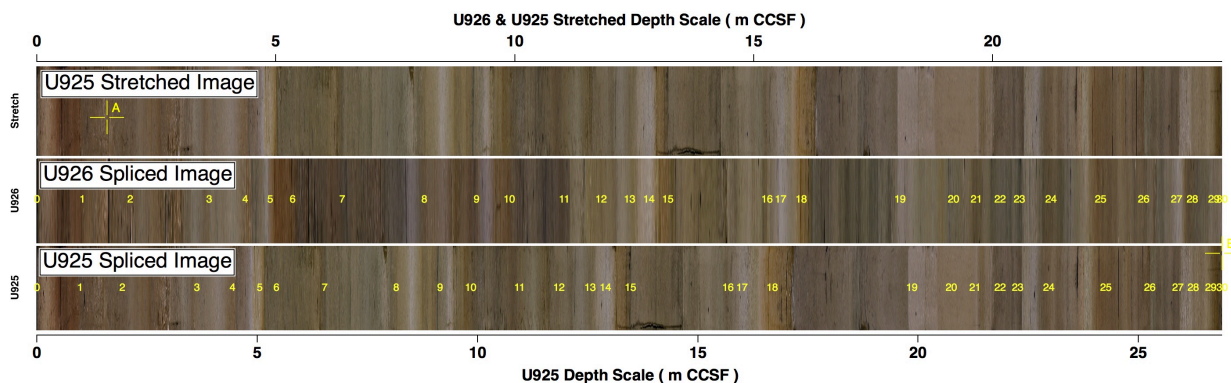 U926 & U925 Stretched Depth Scale ( m CCSF )
0 5 10 15 20
Stretch
U925 Stretched Image
A
U926
U926 Spliced Image
0 1 2 3 4 5 6 7 8 9 10 11 12 13 14 15 16 17 18 19 20 21 22 23 24 25 26 27 28 29 30
U925
U925 Spliced Image
0 1 2 3 4 5 6 7 8 9 10 11 12 13 14 15 16 17 18 19 20 21 22 23 24 25 26 27 28 29 30
0 5 10 15 20 25
U925 Depth Scale ( m CCSF )